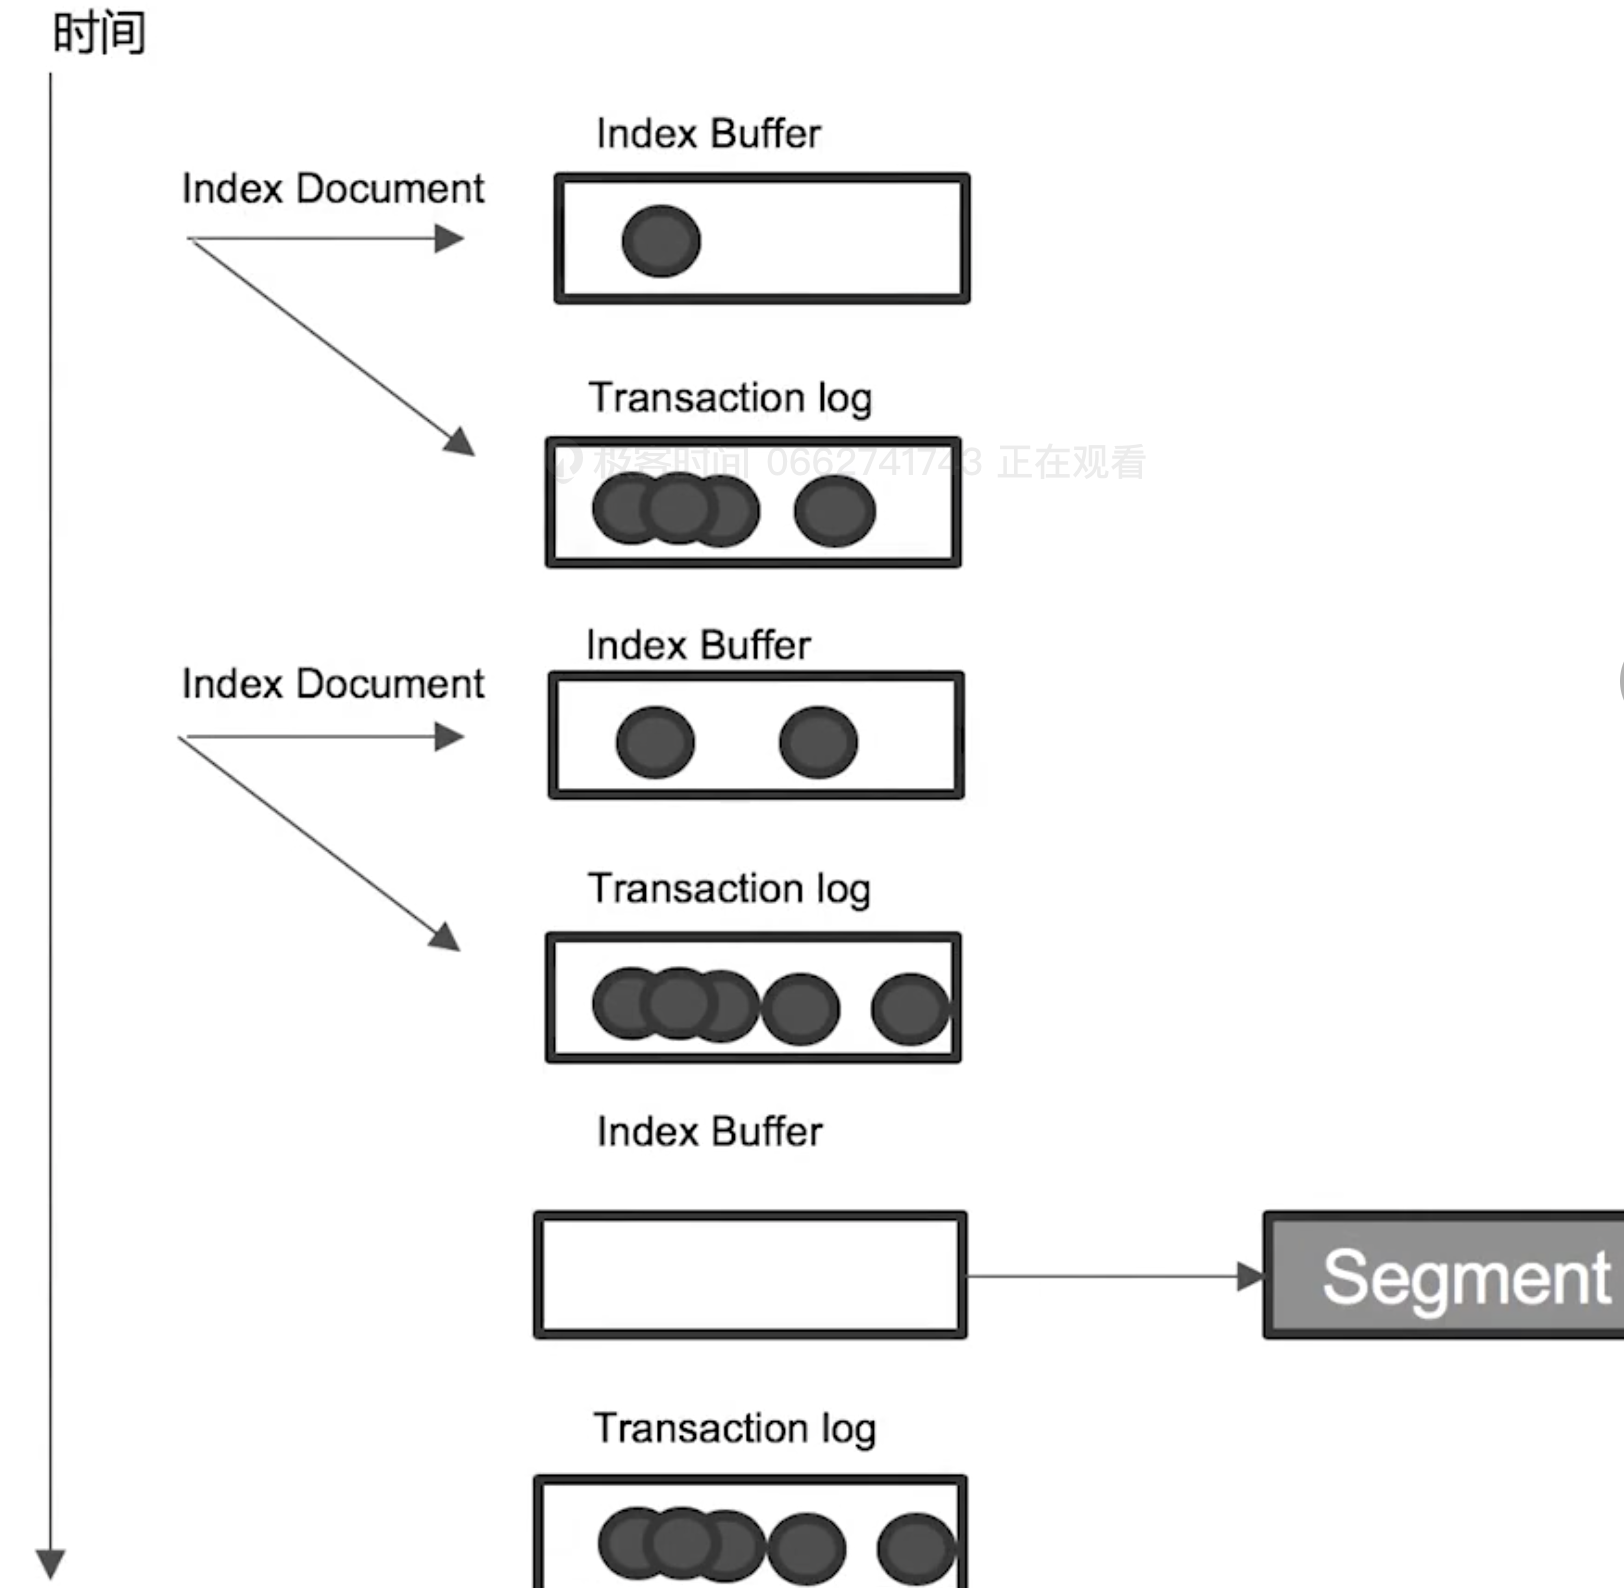 时间
Index Buffer
Index Document
Transaction log
极客时间 0662741743 正在观看
Index Buffer
Index Document
Transaction log
Index Buffer
Segment
Transaction log